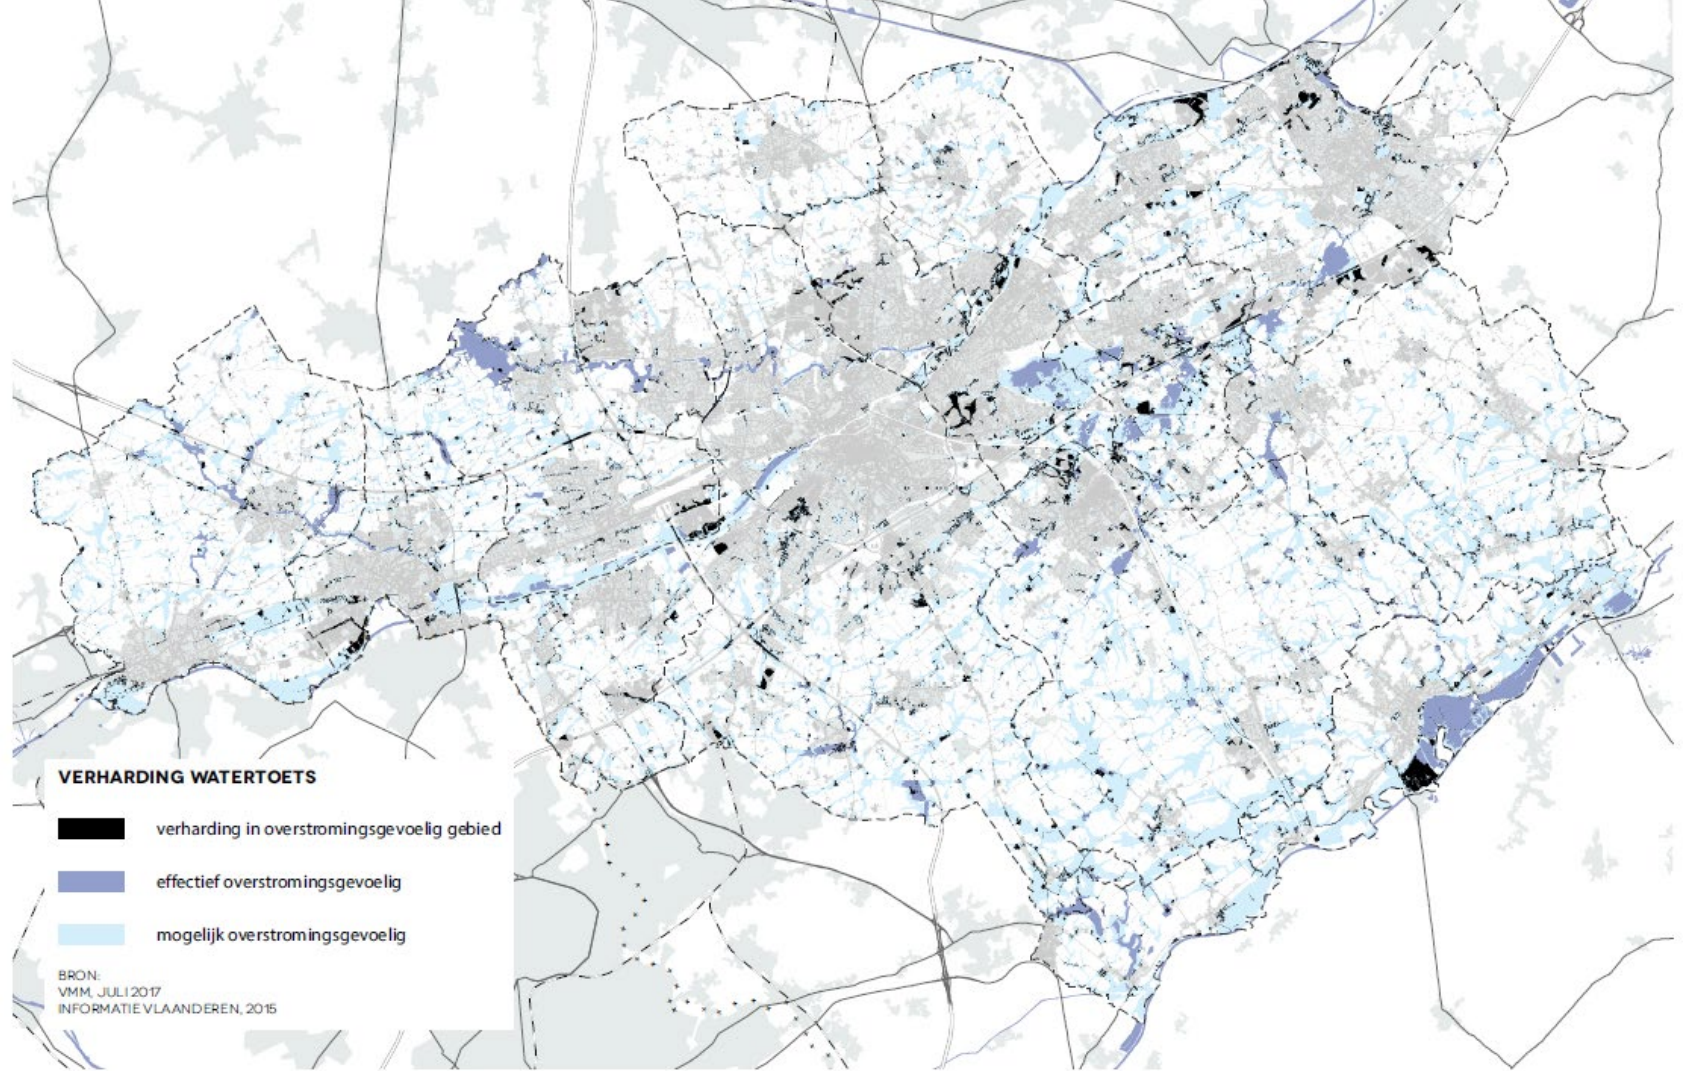 VERHARDING WATERTOETS
verharding in overstromingsgevoelig gebied
effectief overstromingsgevoelig
mogelijk overstromingsgevoelig
BRON:
VMM, JULI 2017
INFORMATIE VLAANDEREN, 2015